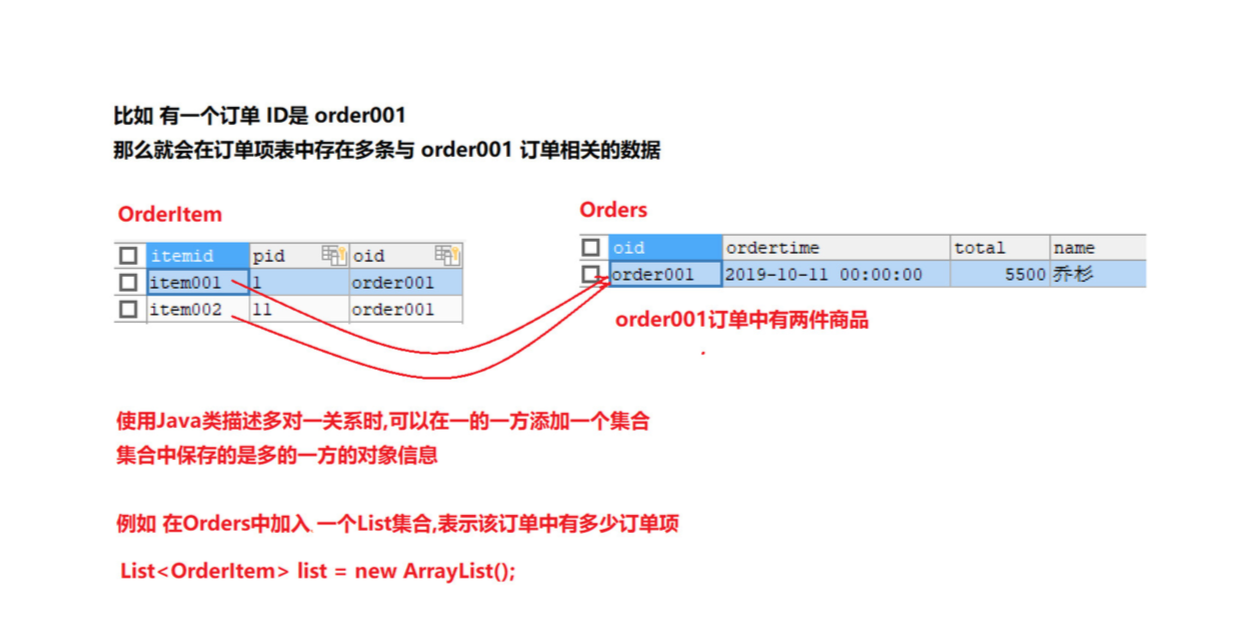 比如 有一个订单 ID是 order001
那么就会在订单项表中存在多条与 order001 订单相关的数据
OrderItem
itemid pid oid
item001 1 order001
item002 11 order001
Orders
oid ordertime total name
order001 2019-10-11 00:00:00 5500 乔杉
order001订单中有两件商品
使用Java类描述多对一关系时,可以在一的一方添加一个集合
集合中保存的是多的一方的对象信息
例如 在Orders中加入 一个List集合,表示该订单中有多少订单项
List<OrderItem> list = new ArrayList();